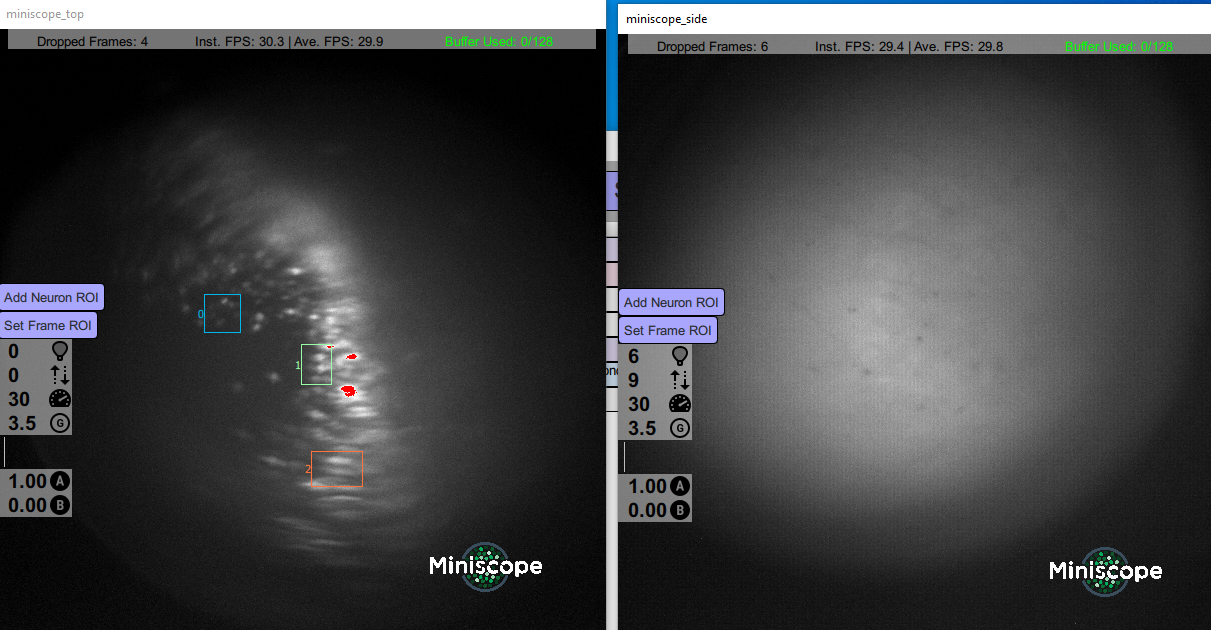 miniscope_top
Dropped Frames: 4 Inst. FPS: 30.3 | Ave. FPS: 29.9 Buffer Used: 0/128
0
Add Neuron ROI
Set Frame ROI
1
0
0
30
3.5 G
2
1.00 A
0.00 B
Miniscope
miniscope_side
Dropped Frames: 6 Inst. FPS: 29.4 | Ave. FPS: 29.8 Buffer Used: 0/128
Add Neuron ROI
Set Frame ROI
6
9
30
3.5 G
1.00 A
0.00 B
Miniscope